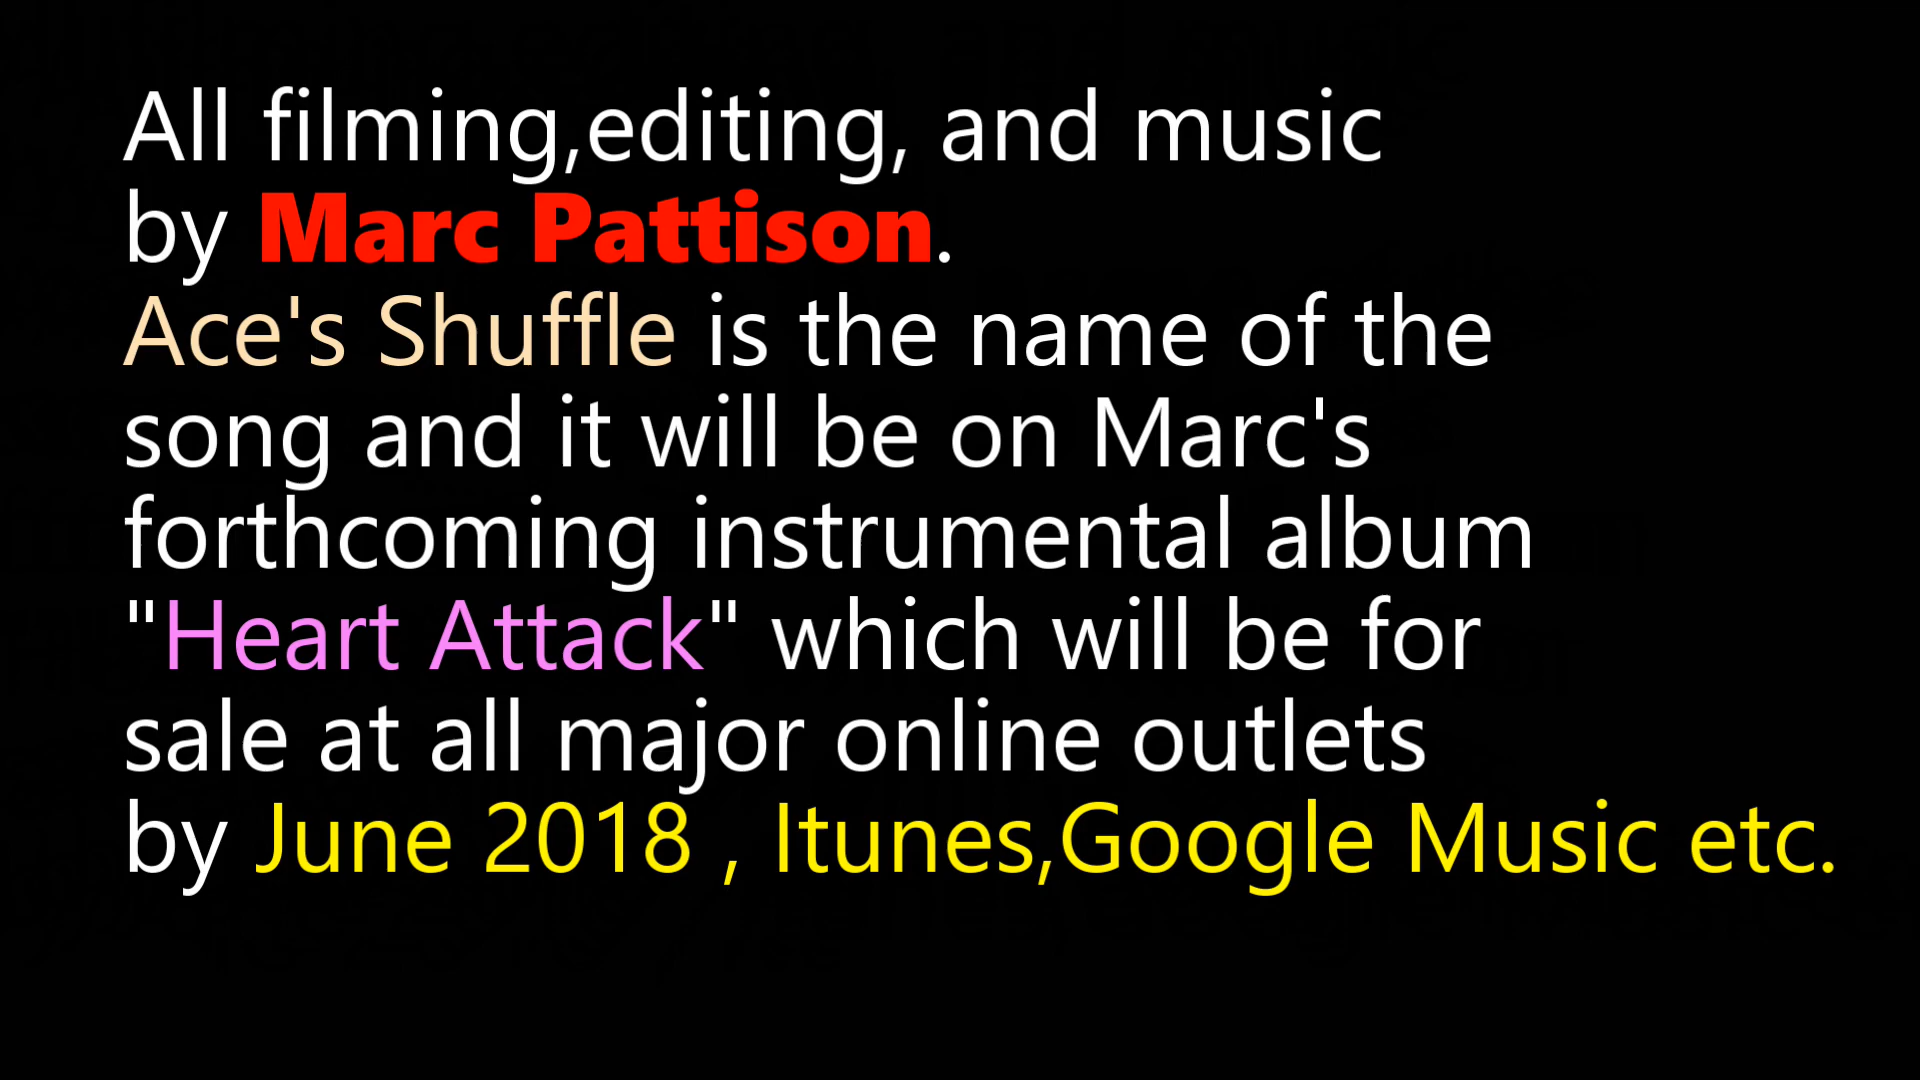 All filming,editing, and music
by Marc Pattison.
Ace's Shuffle is the name of the
song and it will be on Marc's
forthcoming instrumental album
"Heart Attack" which will be for
sale at all major online outlets
by June 2018 , Itunes,Google Music etc.